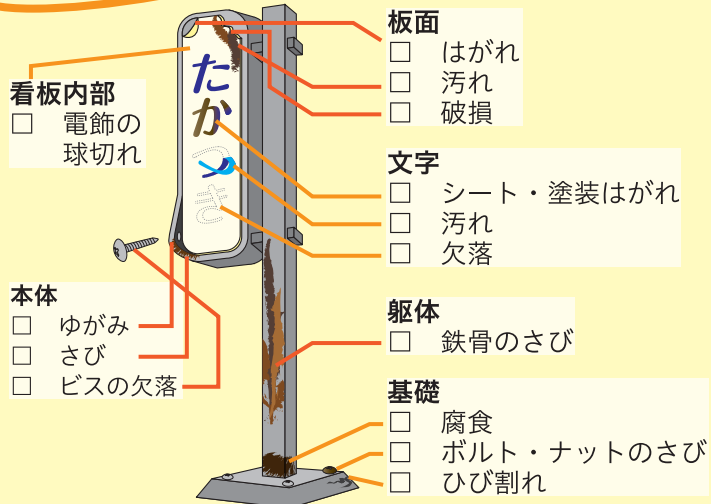 板面
□ はがれ
□ 汚れ
□ 破損
看板内部
□ 電飾の
球切れ
たかつき
文字
□ シート・塗装はがれ
□ 汚れ
□ 欠落
本体
□ ゆがみ
□ さび
□ ビスの欠落
躯体
□ 鉄骨のさび
基礎
□ 腐食
□ ボルト・ナットのさび
□ ひび割れ